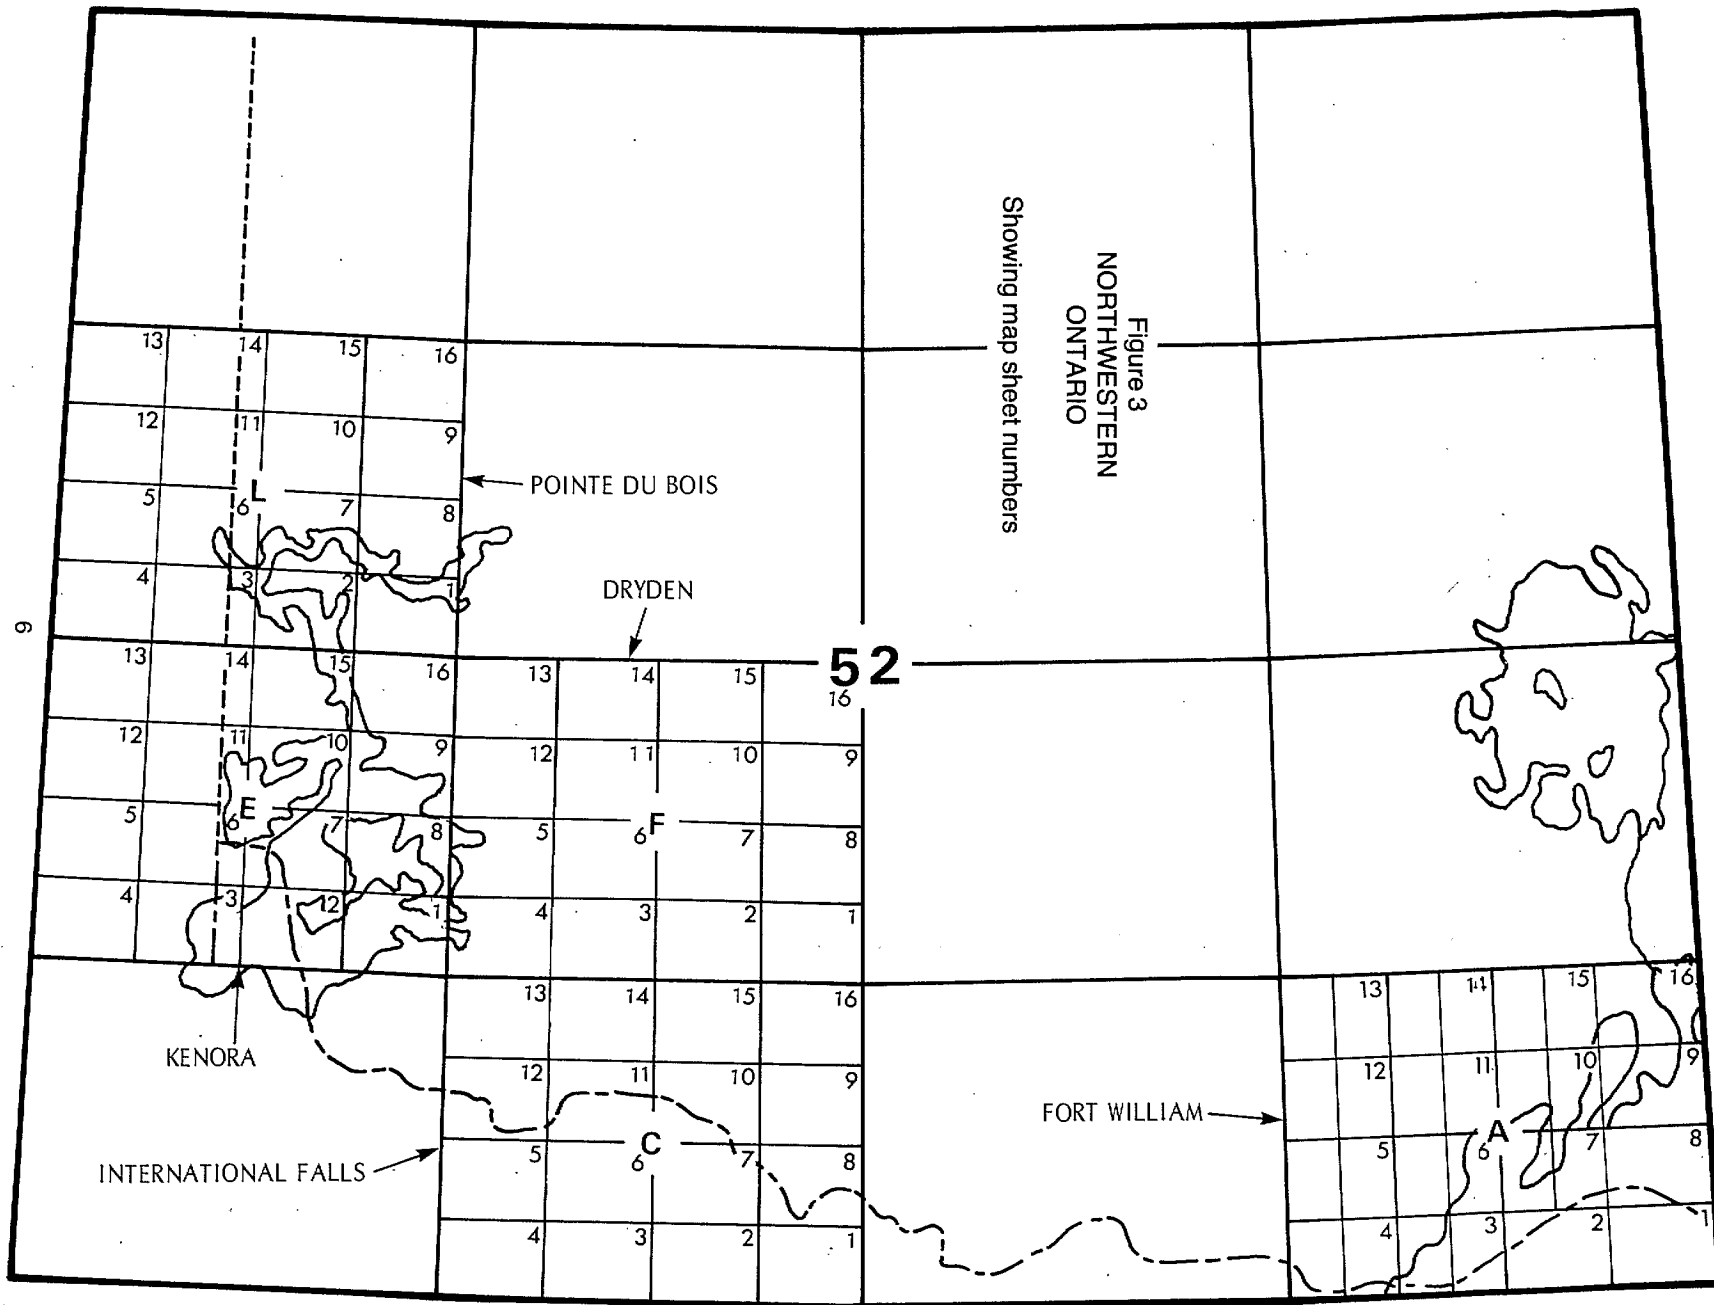 Figure 3
NORTHWESTERN
ONTARIO
Showing map sheet numbers
13 14 15 16
12 11 10 9
L
5 6 7 8
4 3 2 1
POINTE DU BOIS
DRYDEN
52
13 14 15 16
12 11 10 9
E
5 6 7 8
4 3 12 1
KENORA
13 14 15 16
12 11 10 9
F
5 6 7 8
4 3 2 1
13 14 15 16
12 11 10 9
C
5 6 7 8
4 3 2 1
INTERNATIONAL FALLS
FORT WILLIAM
13 14 15 16
12 11 10 9
A
5 6 7 8
4 3 2 1